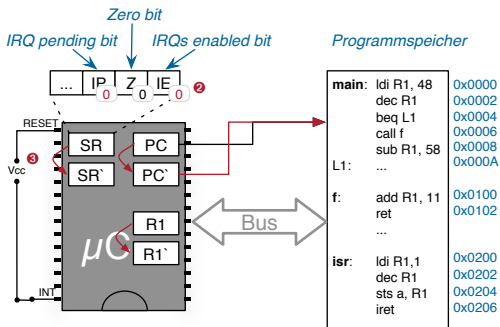 Zero bit
IRQ pending bit
IRQs enabled bit
Programmspeicher
... IP Z IE
0 0 0 ❷
RESET
SR PC
❸
Vcc
SR` PC`
R1
µC
R1`
INT
Bus
main: ldi R1, 48 0x0000
dec R1 0x0002
beq L1 0x0004
call f 0x0006
sub R1, 58 0x0008
L1: ... 0x000A
f: add R1, 11 0x0100
ret 0x0102
...
isr: ldi R1,1 0x0200
dec R1 0x0202
sts a, R1 0x0204
iret 0x0206